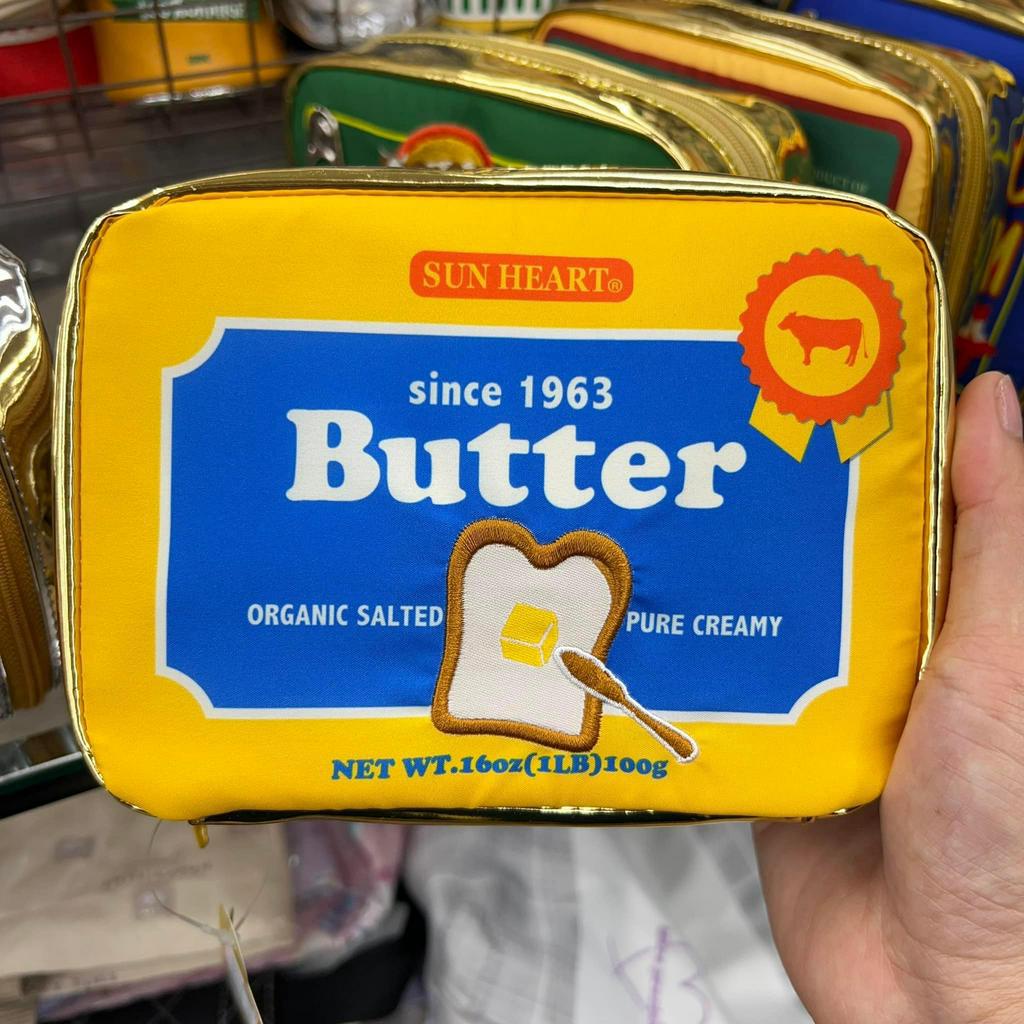 SUN HEART®
since 1963
Butter
ORGANIC SALTED PURE CREAMY
NET WT.16oz(1LB)100g